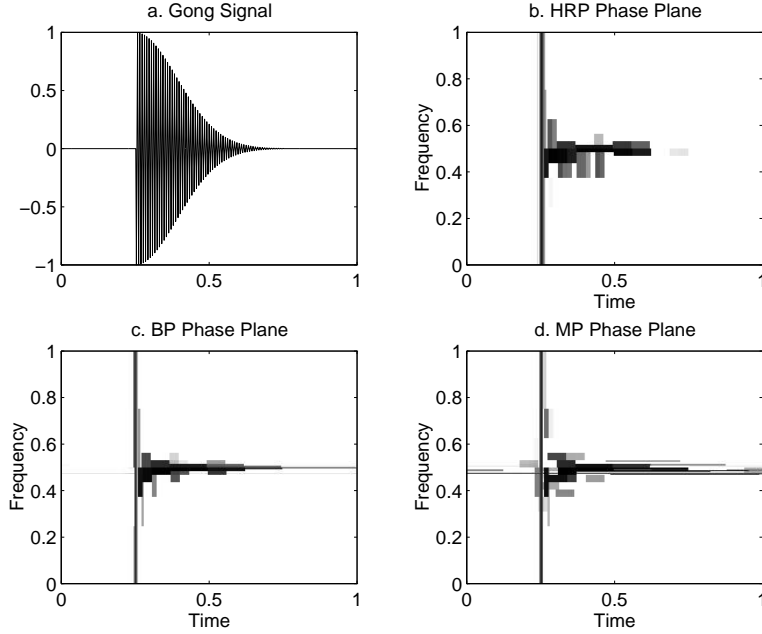 a. Gong Signal
1
0.5
0
−0.5
−1
0 0.5 1
b. HRP Phase Plane
Frequency
1
0.8
0.6
0.4
0.2
0
0 0.5 1
Time
c. BP Phase Plane
Frequency
1
0.8
0.6
0.4
0.2
0
0 0.5 1
Time
d. MP Phase Plane
Frequency
1
0.8
0.6
0.4
0.2
0
0 0.5 1
Time